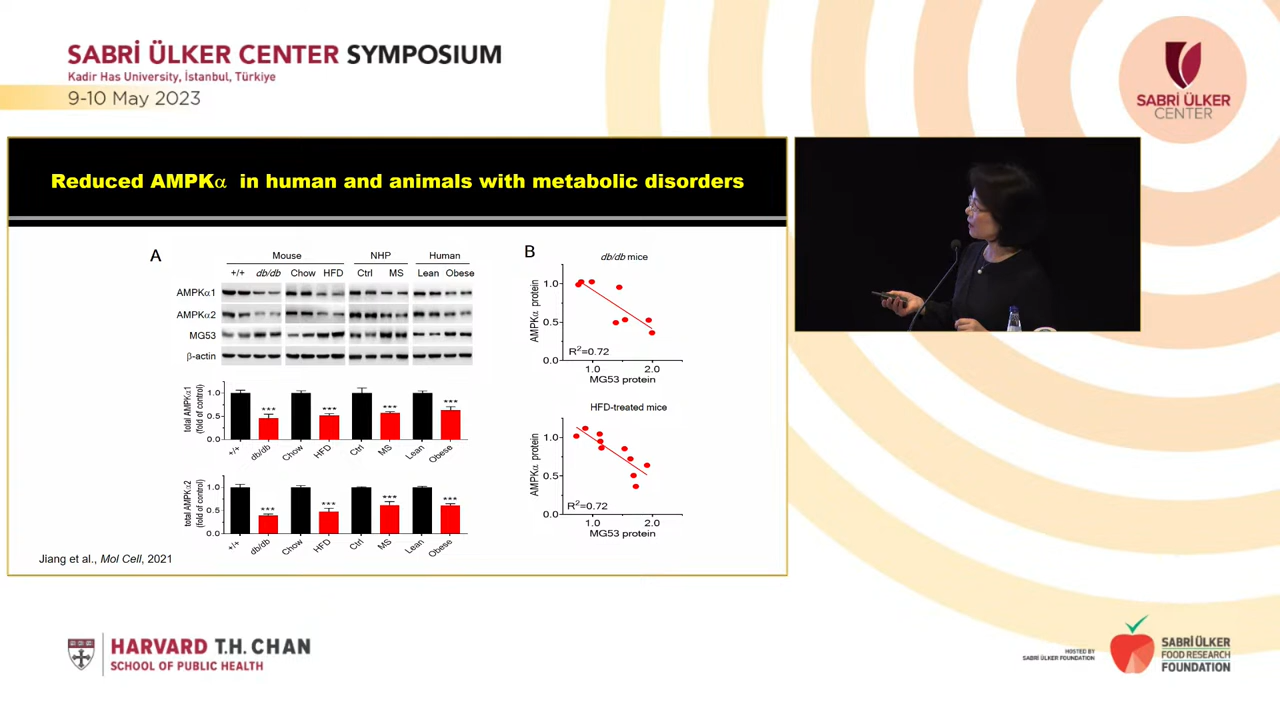 SABRİ ÜLKER CENTER SYMPOSIUM
Kadir Has University, İstanbul, Türkiye
9-10 May 2023
SABRİ ÜLKER
CENTER
Reduced AMPKα in human and animals with metabolic disorders
A
Mouse NHP Human
+/+ db/db Chow HFD Ctrl MS Lean Obese
AMPKα1
AMPKα2
MG53
β-actin
total AMPKα1
(fold of control)
1.0
0.5
0.0
*** *** *** ***
+/+ db/db Chow HFD Ctrl MS Lean Obese
total AMPKα2
(fold of control)
1.0
0.5
0.0
*** *** *** ***
+/+ db/db Chow HFD Ctrl MS Lean Obese
B
db/db mice
AMPKα protein
1.0
0.5
0.0
R²=0.72
1.0 2.0
MG53 protein
HFD-treated mice
AMPKα protein
1.0
0.5
0.0
R²=0.72
1.0 2.0
MG53 protein
Jiang et al., Mol Cell, 2021
HARVARD T.H. CHAN
SCHOOL OF PUBLIC HEALTH
HOSTED BY
SABRİ ÜLKER FOUNDATION
SABRİ ÜLKER
FOOD RESEARCH
FOUNDATION